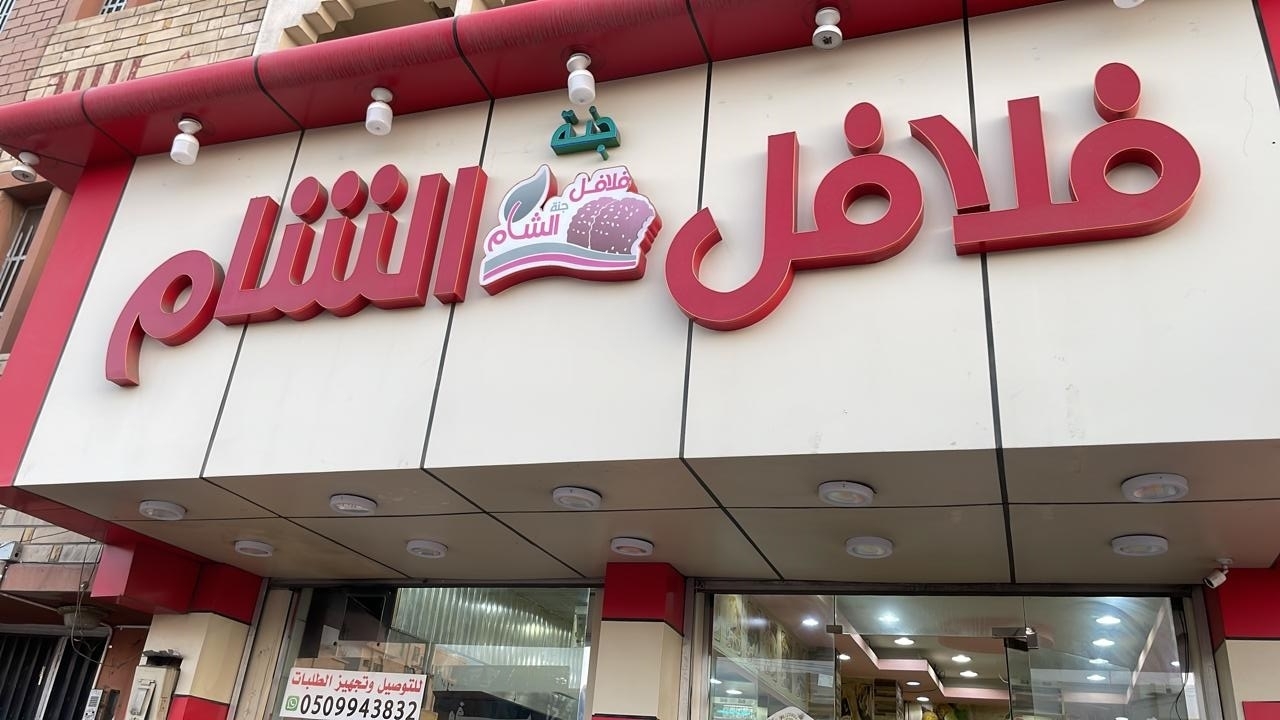 فلافل جنة الشام
فلافل
جنة
الشام
للتوصيل وتجهيز الطلبات
0509943832